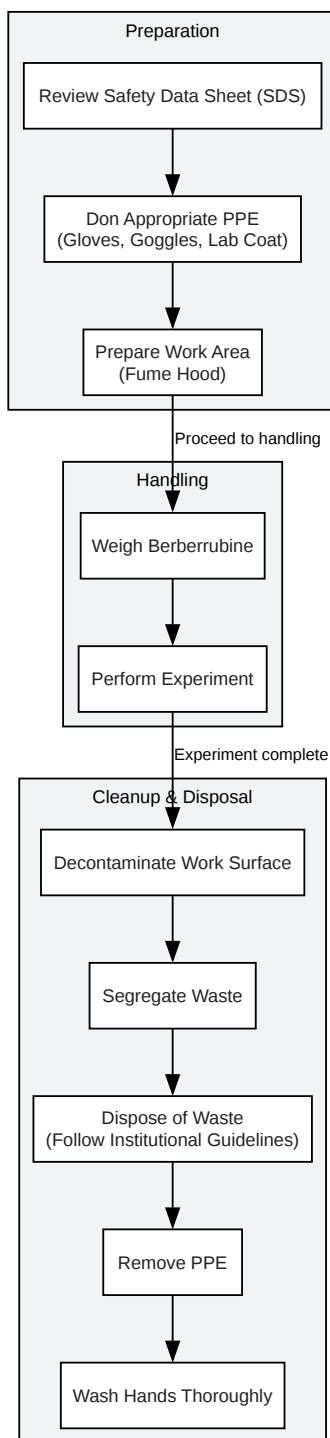 Preparation
Review Safety Data Sheet (SDS)
Don Appropriate PPE
(Gloves, Goggles, Lab Coat)
Prepare Work Area
(Fume Hood)
Proceed to handling
Handling
Weigh Berberrubine
Perform Experiment
Experiment complete
Cleanup & Disposal
Decontaminate Work Surface
Segregate Waste
Dispose of Waste
(Follow Institutional Guidelines)
Remove PPE
Wash Hands Thoroughly